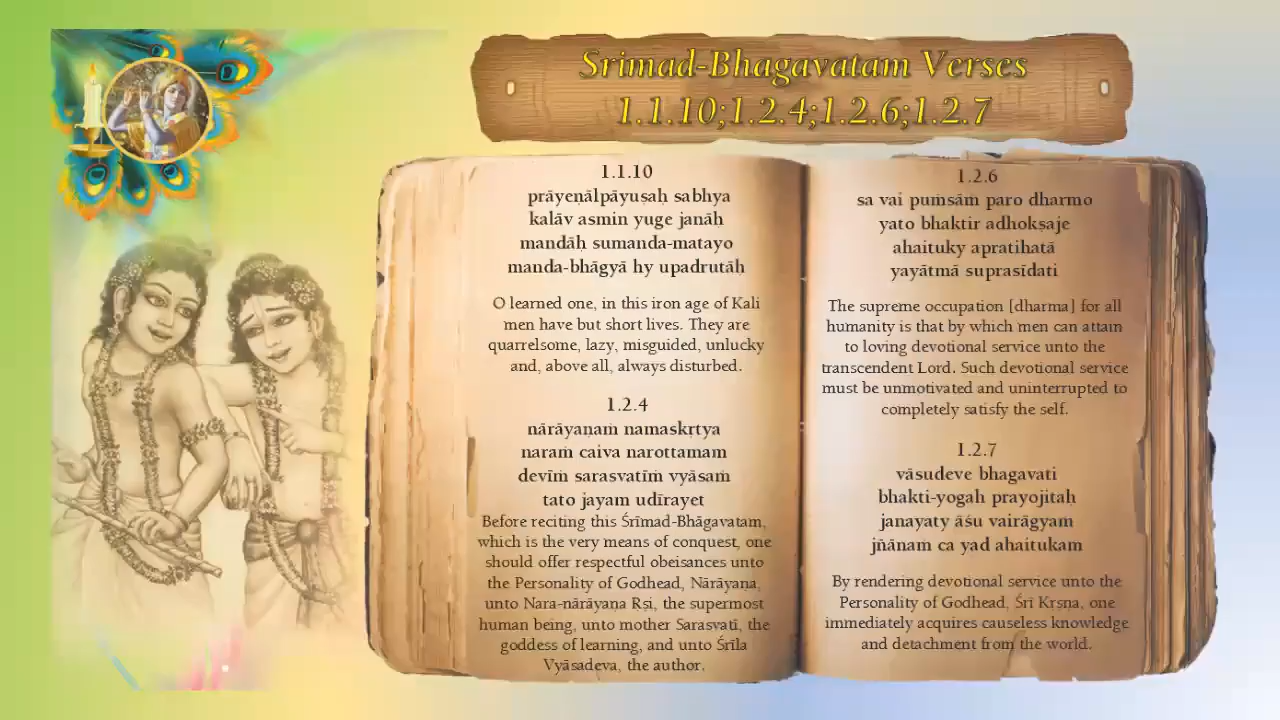 Srimad-Bhagavatam Verses
1.1.10;1.2.4;1.2.6;1.2.7
1.1.10
prāyeṇālpāyuṣaḥ sabhya
kalāv asmin yuge janāḥ
mandāḥ sumanda-matayo
manda-bhāgyā hy upadrutāḥ
O learned one, in this iron age of Kali
men have but short lives. They are
quarrelsome, lazy, misguided, unlucky
and, above all, always disturbed.
1.2.4
nārāyaṇaṁ namaskṛtya
naraṁ caiva narottamam
devīṁ sarasvatīṁ vyāsaṁ
tato jayam udīrayet
Before reciting this Śrīmad-Bhāgavatam,
which is the very means of conquest, one
should offer respectful obeisances unto
the Personality of Godhead, Nārāyaṇa,
unto Nara-nārāyaṇa Ṛṣi, the supermost
human being, unto mother Sarasvatī, the
goddess of learning, and unto Śrīla
Vyāsadeva, the author.
1.2.6
sa vai puṁsāṁ paro dharmo
yato bhaktir adhokṣaje
ahaituky apratihatā
yayātmā suprasīdati
The supreme occupation [dharma] for all
humanity is that by which men can attain
to loving devotional service unto the
transcendent Lord. Such devotional service
must be unmotivated and uninterrupted to
completely satisfy the self.
1.2.7
vāsudeve bhagavati
bhakti-yogaḥ prayojitaḥ
janayaty āśu vairāgyaṁ
jñānaṁ ca yad ahaitukam
By rendering devotional service unto the
Personality of Godhead, Śrī Kṛṣṇa, one
immediately acquires causeless knowledge
and detachment from the world.